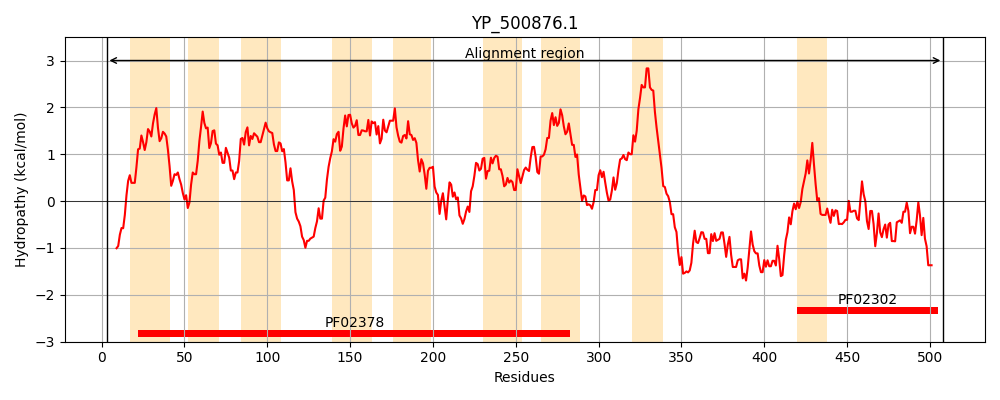 YP_500876.1
Alignment region
3
2
1
0
−1
−2
−3
Hydropathy (kcal/mol)
PF02302
PF02378
0 50 100 150 200 250 300 350 400 450 500
Residues